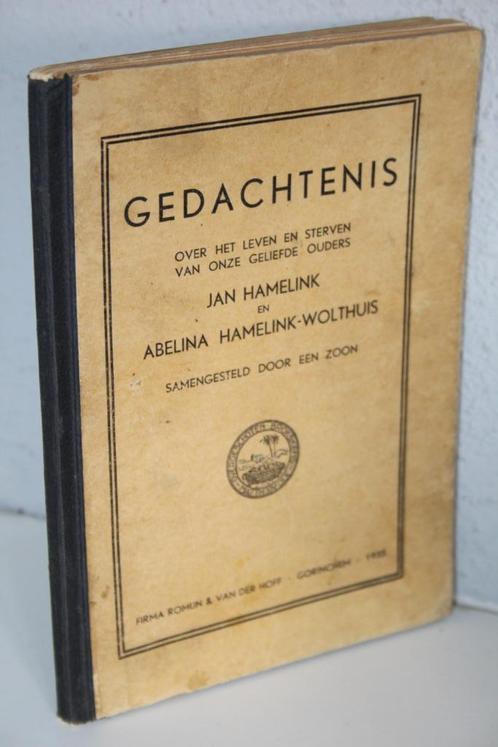 GEDACHTENIS
OVER HET LEVEN EN STERVEN
VAN ONZE GELIEFDE OUDERS
JAN HAMELINK
EN
ABELINA HAMELINK-WOLTHUIS
SAMENGESTELD DOOR EEN ZOON
FIRMA ROMIJN & VAN DER HOFF - GORINCHEM - 1935